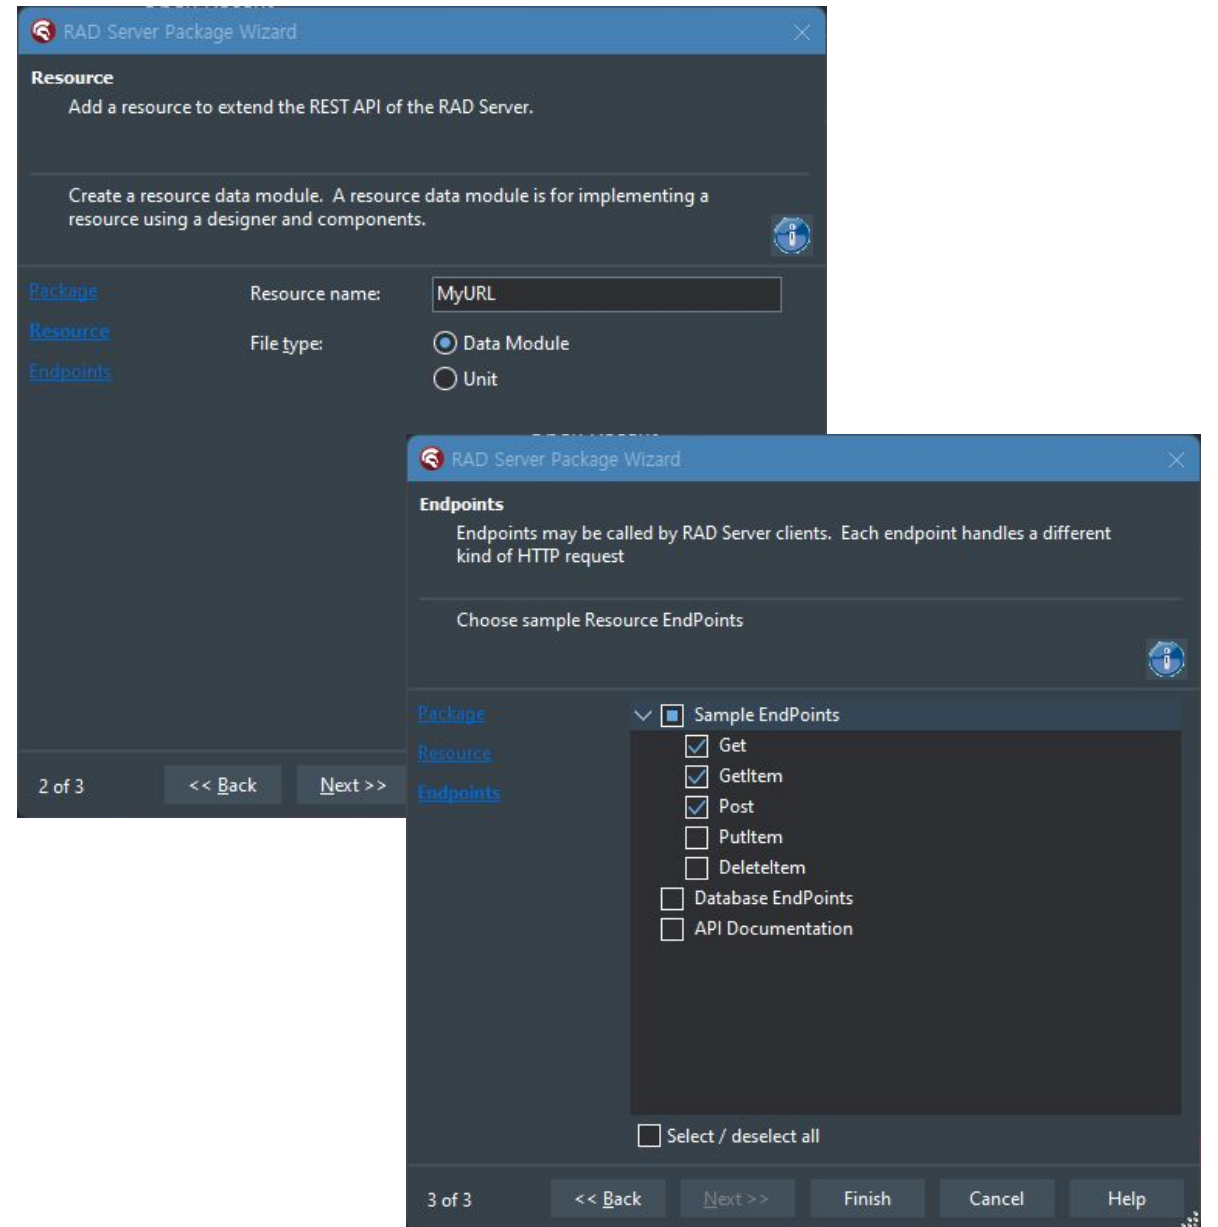 RAD Server Package Wizard
Resource
Add a resource to extend the REST API of the RAD Server.
Create a resource data module.  A resource data module is for implementing a
resource using a designer and components.
Package
Resource
Endpoints
Resource name:
MyURL
File type:
Data Module
Unit
2 of 3
<< Back
Next >>
RAD Server Package Wizard
Endpoints
Endpoints may be called by RAD Server clients.  Each endpoint handles a different
kind of HTTP request
Choose sample Resource EndPoints
Package
Resource
Endpoints
Sample EndPoints
Get
GetItem
Post
PutItem
DeleteItem
Database EndPoints
API Documentation
Select / deselect all
3 of 3
<< Back
Next >>
Finish
Cancel
Help